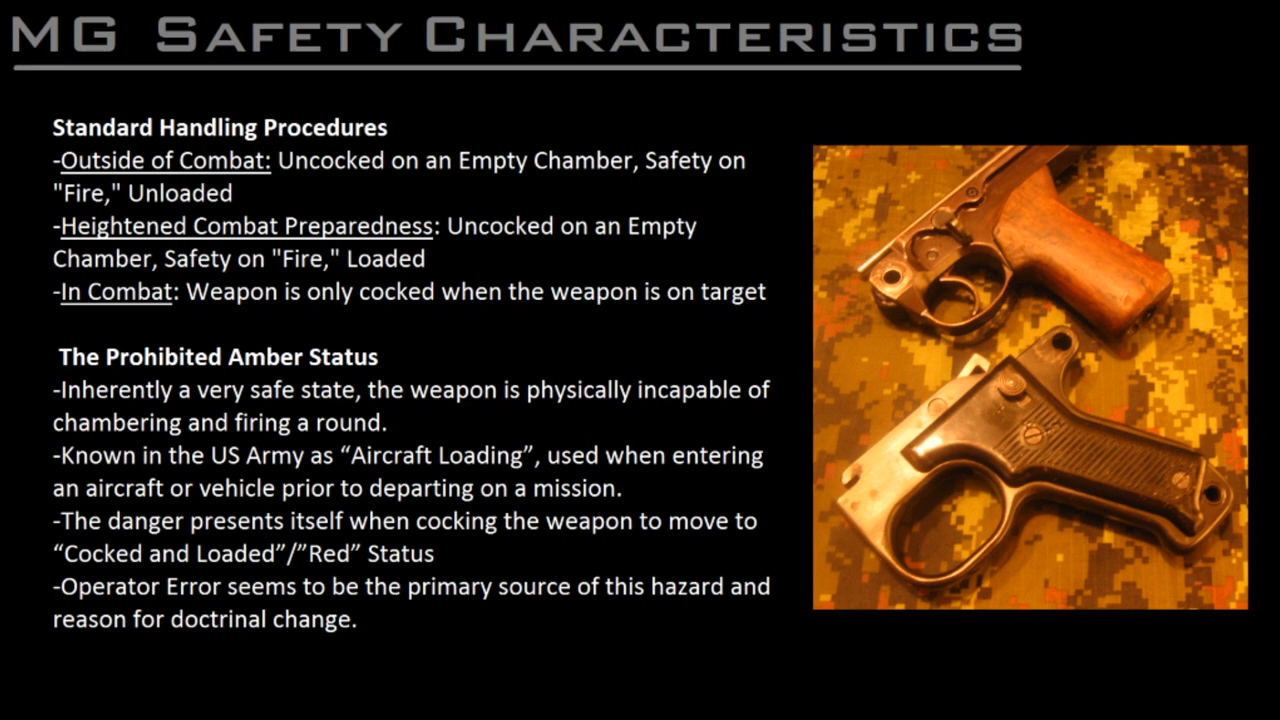 MG SAFETY CHARACTERISTICS
Standard Handling Procedures
-Outside of Combat: Uncocked on an Empty Chamber, Safety on
"Fire," Unloaded
-Heightened Combat Preparedness: Uncocked on an Empty
Chamber, Safety on "Fire," Loaded
-In Combat: Weapon is only cocked when the weapon is on target
The Prohibited Amber Status
-Inherently a very safe state, the weapon is physically incapable of
chambering and firing a round.
-Known in the US Army as “Aircraft Loading”, used when entering
an aircraft or vehicle prior to departing on a mission.
-The danger presents itself when cocking the weapon to move to
“Cocked and Loaded”/”Red” Status
-Operator Error seems to be the primary source of this hazard and
reason for doctrinal change.